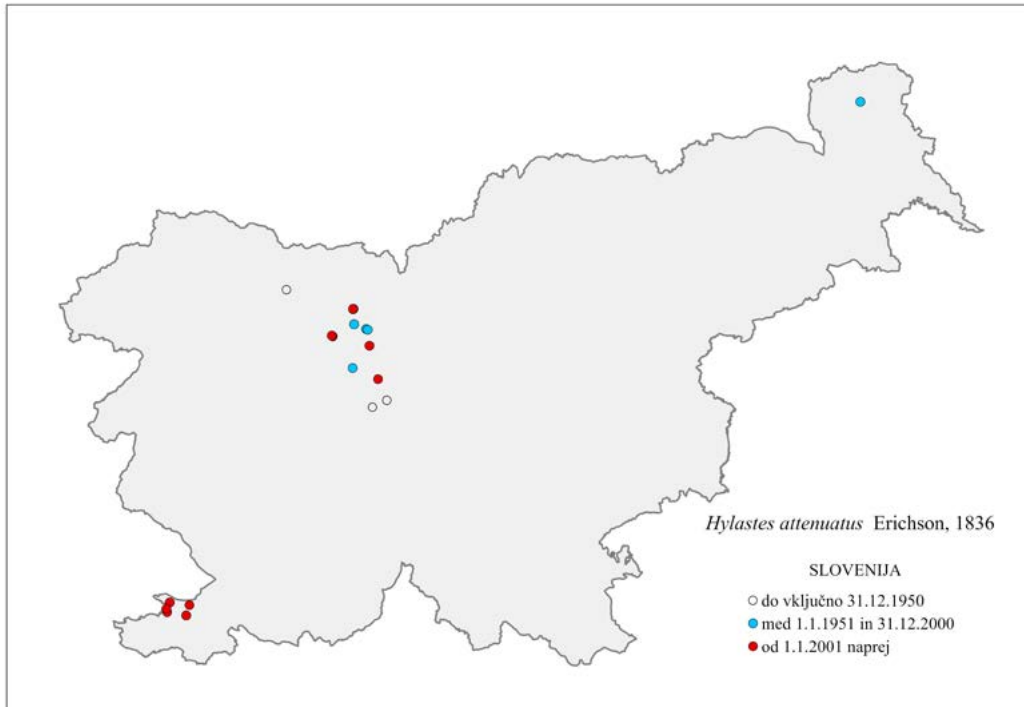 Hylastes attenuatus Erichson, 1836
SLOVENIJA
do vključno 31.12.1950
med 1.1.1951 in 31.12.2000
od 1.1.2001 naprej